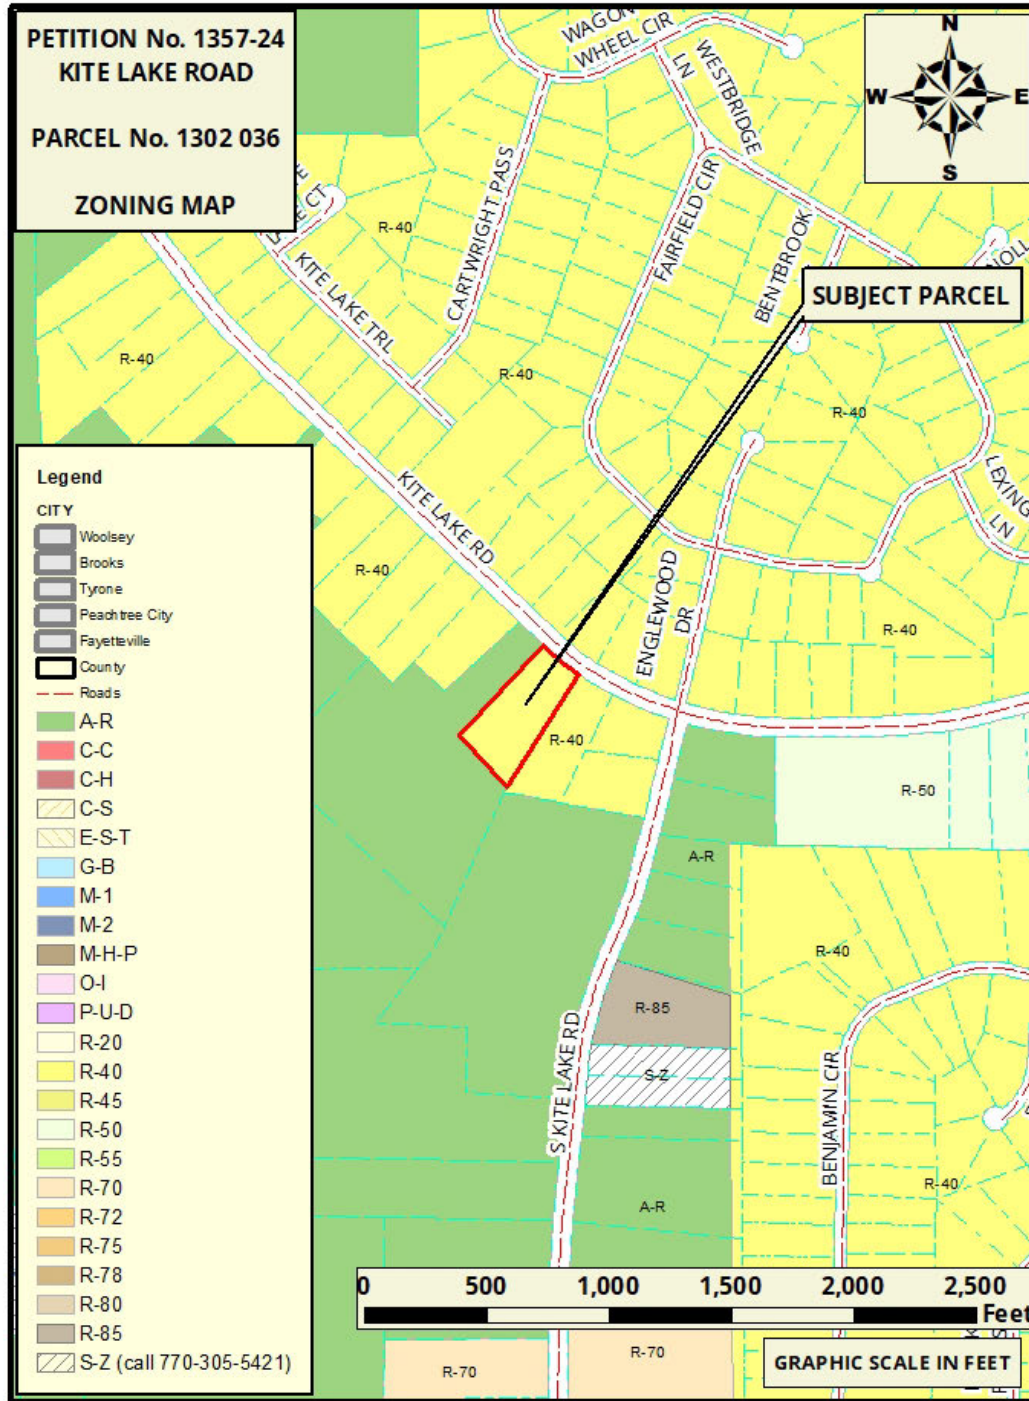 PETITION No. 1357-24
KITE LAKE ROAD
PARCEL No. 1302 036
ZONING MAP
WAGON
WHEEL CIR
WESTBRIDGE
LN
N
W
E
S
CARTWRIGHT PASS
FAIRFIELD CIR
BENTBROOK
CT
R-40
KITE LAKE TRL
SUBJECT PARCEL
R-40
R-40
R-40
KITE LAKE RD
LEXING
LN
R-40
ENGLEWOOD
DR
R-40
R-40
R-50
A-R
R-40
R-85
S-Z
S KITE LAKE RD
BENJAMIN CIR
R-40
A-R
Legend
CITY
Woolsey
Brooks
Tyrone
Peachtree City
Fayetteville
County
Roads
A-R
C-C
C-H
C-S
E-S-T
G-B
M-1
M-2
M-H-P
O-I
P-U-D
R-20
R-40
R-45
R-50
R-55
R-70
R-72
R-75
R-78
R-80
R-85
S-Z (call 770-305-5421)
0 500 1,000 1,500 2,000 2,500
Feet
GRAPHIC SCALE IN FEET
R-70
R-70